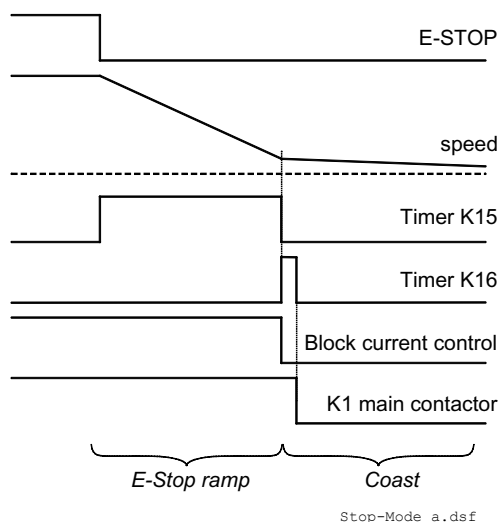 E-STOP
speed
Timer K15
Timer K16
Block current control
K1 main contactor
E-Stop ramp Coast
Stop-Mode a.dsf